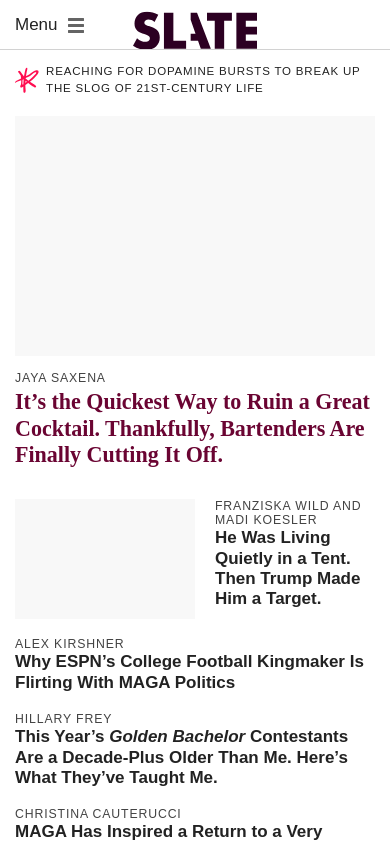 Menu
SLATE
REACHING FOR DOPAMINE BURSTS TO BREAK UP
THE SLOG OF 21ST-CENTURY LIFE
JAYA SAXENA
It’s the Quickest Way to Ruin a Great
Cocktail. Thankfully, Bartenders Are
Finally Cutting It Off.
FRANZISKA WILD AND
MADI KOESLER
He Was Living
Quietly in a Tent.
Then Trump Made
Him a Target.
ALEX KIRSHNER
Why ESPN’s College Football Kingmaker Is
Flirting With MAGA Politics
HILLARY FREY
This Year’s Golden Bachelor Contestants
Are a Decade-Plus Older Than Me. Here’s
What They’ve Taught Me.
CHRISTINA CAUTERUCCI
MAGA Has Inspired a Return to a Very